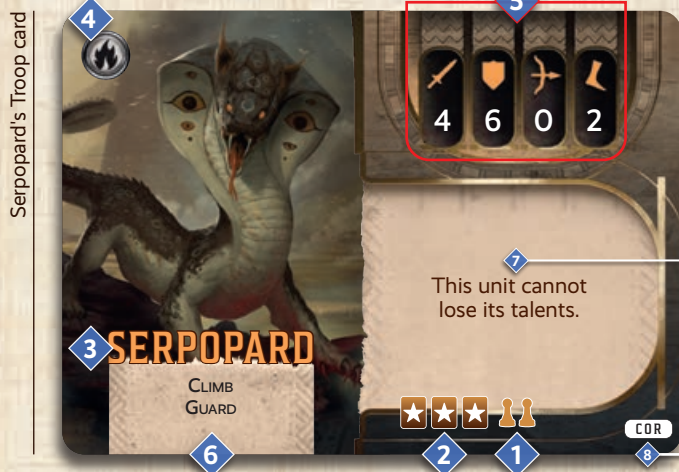 Serpopard's Troop card
4
5
4 6 0 2
7
This unit cannot
lose its talents.
3
SERPOPARD
CLIMB
GUARD
COR
6
2
1
8